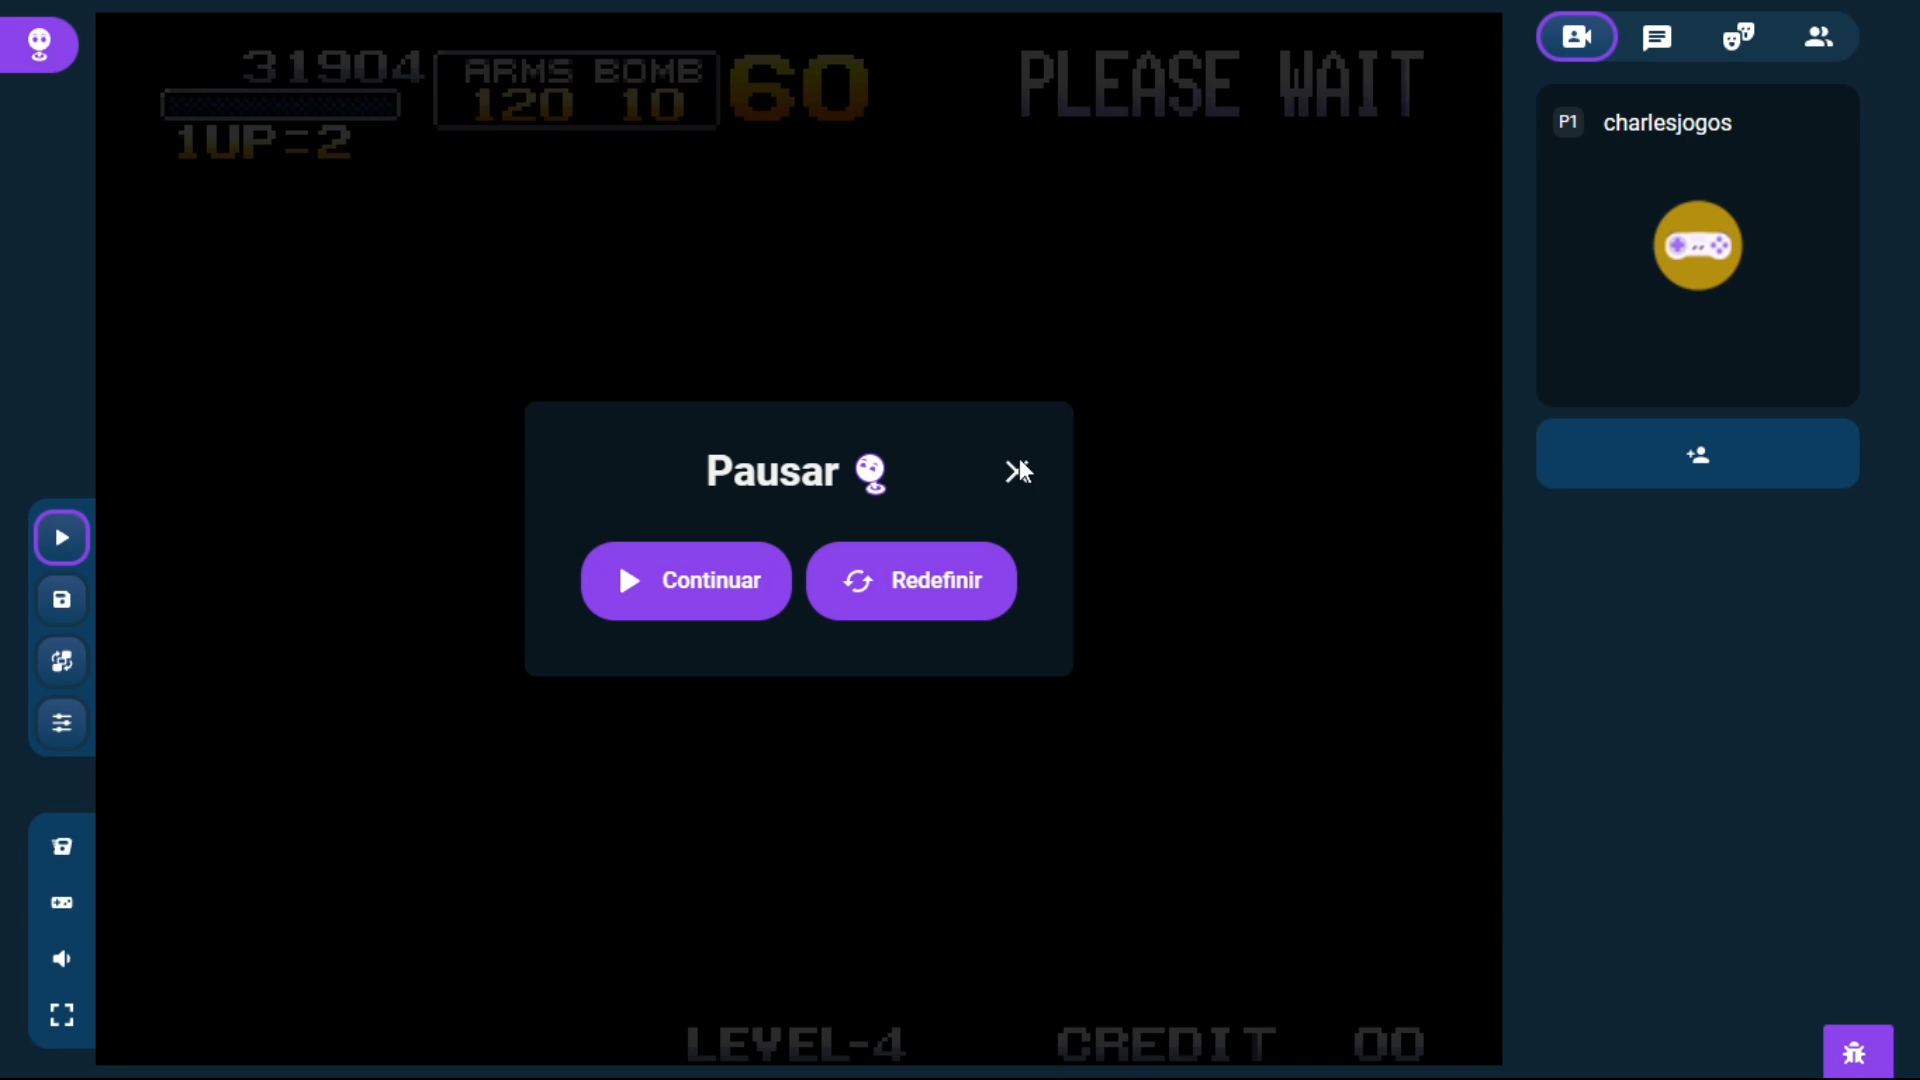 31904
ARMS BOMB
120 10
60
PLEASE WAIT
1UP=2
P1 charlesjogos
Pausar
Continuar
Redefinir
LEVEL-4
CREDIT 00